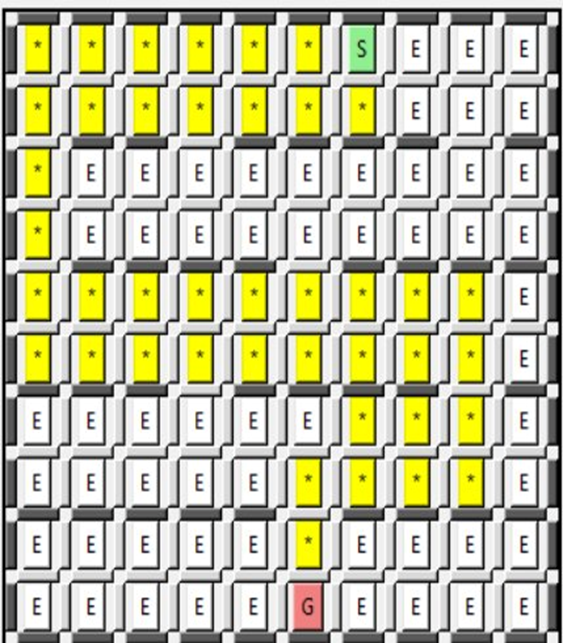 * * * * * * S E E E
* * * * * * * E E E
* E E E E E E E E E
* E E E E E E E E E
* * * * * * * * * E
* * * * * * * * * E
E E E E E E * * * E
E E E E E * * * * E
E E E E E * E E E E
E E E E E G E E E E